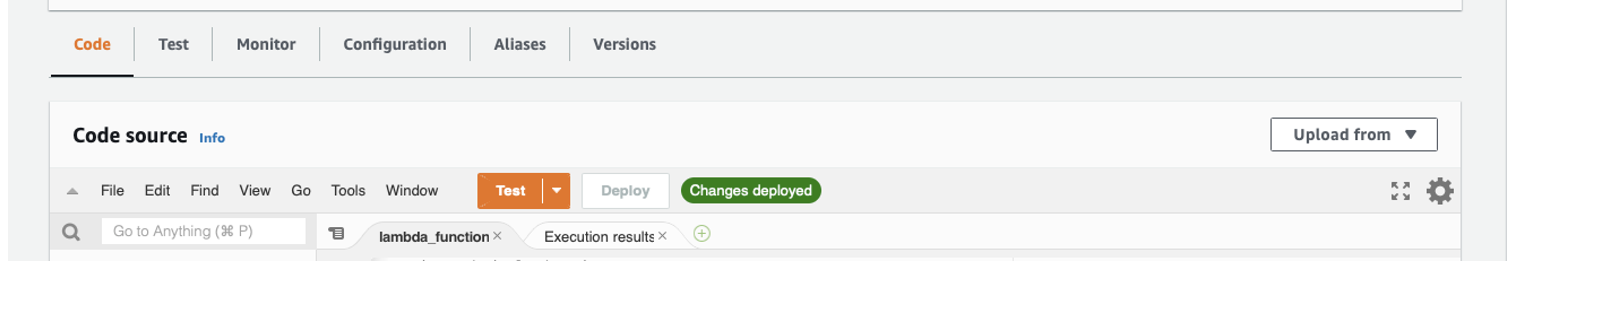 Code Test Monitor Configuration Aliases Versions
Code source Info Upload from
File Edit Find View Go Tools Window Test Deploy Changes deployed
Go to Anything (⌘ P) lambda_function Execution results